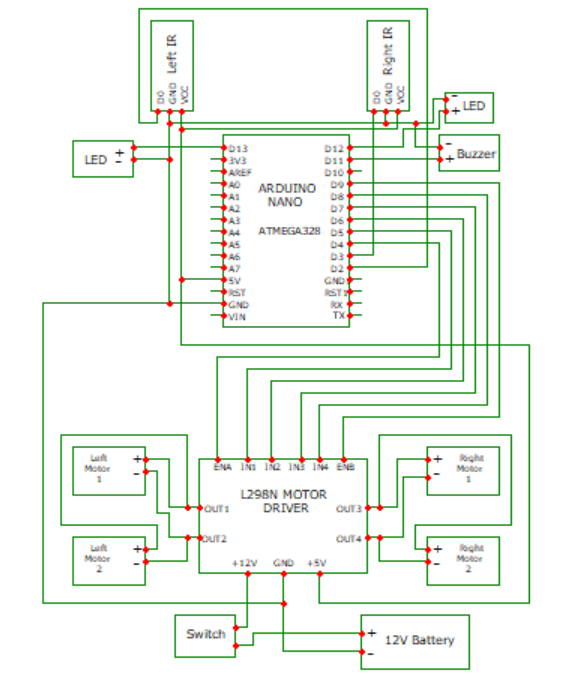 Left IR
D0
GND
VCC
Right IR
D0
GND
VCC
-
+ LED
LED +
-
-
+ Buzzer
ARDUINO
NANO
ATMEGA328
D13
3V3
AREF
A0
A1
A2
A3
A4
A5
A6
A7
5V
RST
GND
VIN
D12
D11
D10
D9
D8
D7
D6
D5
D4
D3
D2
GND
RST1
RX
TX
ENA IN1 IN2 IN3 IN4 ENB
L298N MOTOR
DRIVER
OUT1
OUT2
OUT3
OUT4
+12V GND +5V
Left
Motor
1
+
-
Left
Motor
2
+
-
Right
Motor
1
+
-
Right
Motor
2
+
-
Switch
+
-
12V Battery